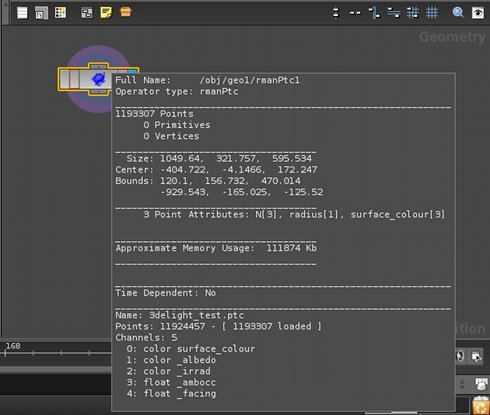 Geometry
Full Name: /obj/geo1/rmanPtc1
Operator type: rmanPtc
1193307 Points
0 Primitives
0 Vertices
Size: 1049.64, 321.757, 595.534
Center: -404.722, -4.1466, 172.247
Bounds: 120.1, 156.732, 470.014
-929.543, -165.025, -125.52
3 Point Attributes: N[3], radius[1], surface_colour[3]
Approximate Memory Usage: 111874 Kb
Time Dependent: No
Name: 3delight_test.ptc
Points: 11924457 - [ 1193307 loaded ]
Channels: 5
0: color surface_colour
1: color _albedo
2: color _irrad
3: float _ambocc
4: float _facing
168